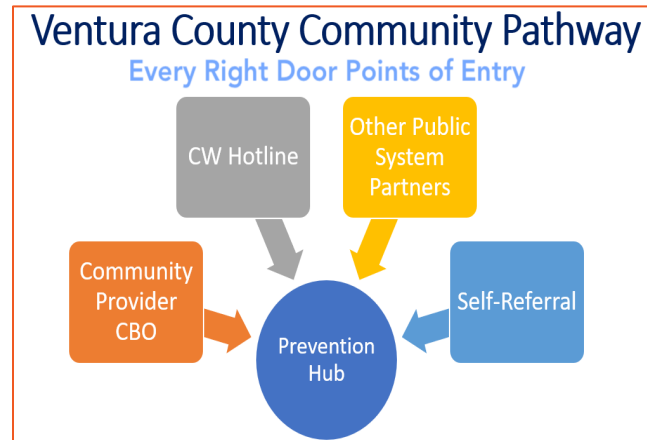 Ventura County Community Pathway
Every Right Door Points of Entry
CW Hotline
Other Public
System
Partners
Community
Provider
CBO
Self-Referral
Prevention
Hub